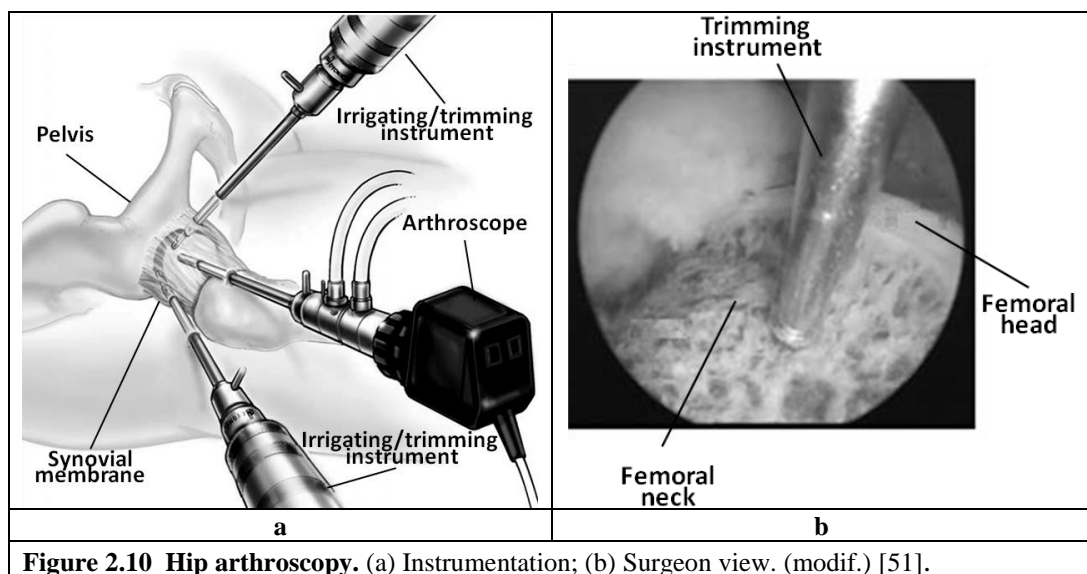 Irrigating/trimming
instrument
Pelvis
Arthroscope
Synovial
membrane
Irrigating/trimming
instrument
a
Trimming
instrument
Femoral
head
Femoral
neck
b
Figure 2.10 Hip arthroscopy. (a) Instrumentation; (b) Surgeon view. (modif.) [51].